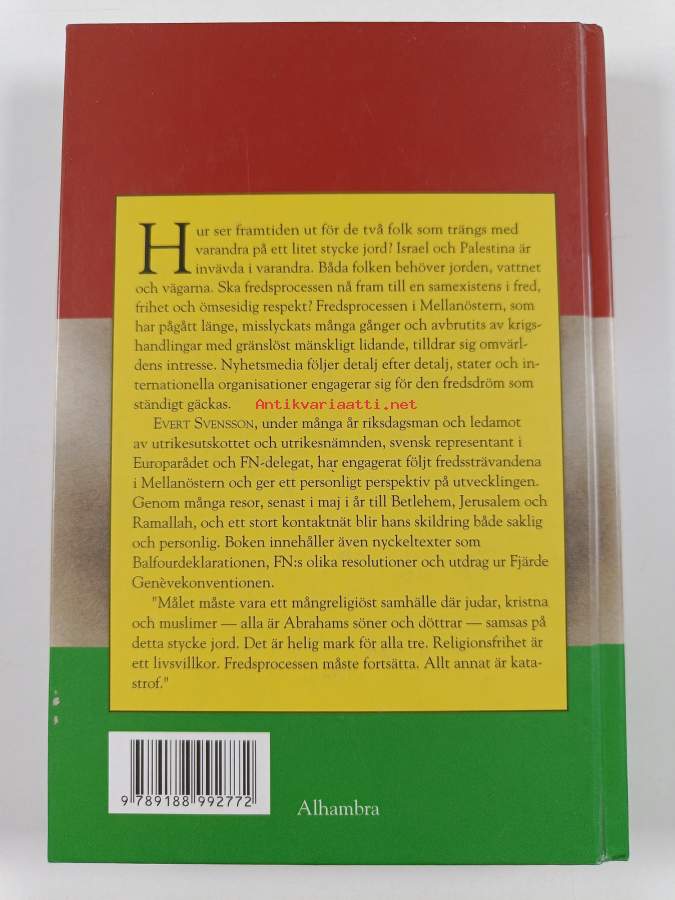 Hur ser framtiden ut för de två folk som trängs med
varandra på ett litet stycke jord? Israel och Palestina är
invävda i varandra. Båda folken behöver jorden, vattnet
och vägarna. Ska fredsprocessen nå fram till en samexistens i fred,
frihet och ömsesidig respekt? Fredsprocessen i Mellanöstern, som
har pågått länge, misslyckats många gånger och avbrutits av krigs-
handlingar med gränslöst mänskligt lidande, tilldrar sig omvärl-
dens intresse. Nyhetsmedia följer detalj efter detalj, stater och in-
ternationella organisationer engagerar sig för den fredsdröm som
ständigt gäckas.
Antikvariaatti.net
EVERT SVENSSON, under många år riksdagsman och ledamot
av utrikesutskottet och utrikesnämnden, svensk representant i
Europarådet och FN-delegat, har engagerat följt fredssträvandena
i Mellanöstern och ger ett personligt perspektiv på utvecklingen.
Genom många resor, senast i maj i år till Betlehem, Jerusalem och
Ramallah, och ett stort kontaktnät blir hans skildring både saklig
och personlig. Boken innehåller även nyckeltexter som
Balfourdeklarationen, FN:s olika resolutioner och utdrag ur Fjärde
Genèvekonventionen.
"Målet måste vara ett mångreligiöst samhälle där judar, kristna
och muslimer — alla är Abrahams söner och döttrar — samsas på
detta stycke jord. Det är helig mark för alla tre. Religionsfrihet är
ett livsvillkor. Fredsprocessen måste fortsätta. Allt annat är kata-
strof."
9 789188 992772
Alhambra